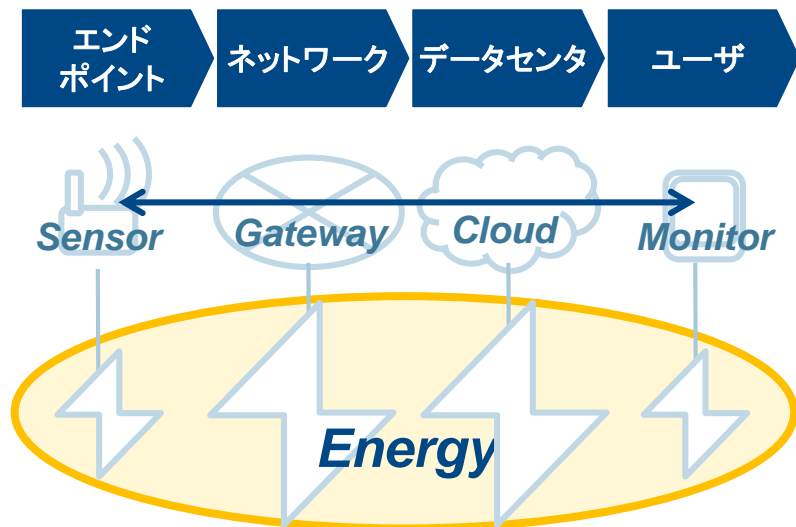 エンド
ポイント
ネットワーク
データセンタ
ユーザ
Sensor
Gateway
Cloud
Monitor
Energy